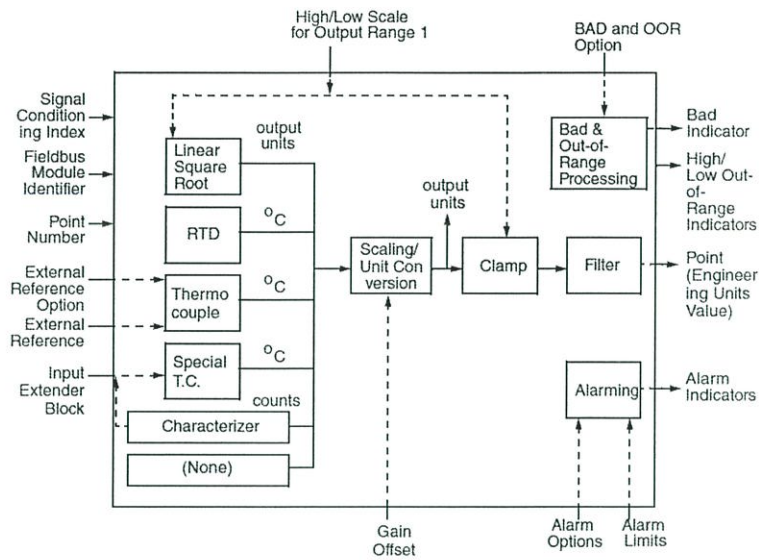 High/Low Scale
for Output Range 1
BAD and OOR
Option
Signal
Condition
ing Index
Fieldbus
Module
Identifier
Point
Number
External
Reference
Option
External
Reference
Input
Extender
Block
Linear
Square
Root
output
units
RTD
°C
Thermo
couple
°C
Special
T.C.
°C
counts
Characterizer
(None)
Scaling/
Unit Con
version
output
units
Clamp
Filter
Bad &
Out-of-
Range
Processing
Bad
Indicator
High/
Low Out-
of-
Range
Indicators
Point
(Engineer
ing Units
Value)
Alarming
Alarm
Indicators
Gain
Offset
Alarm
Options
Alarm
Limits